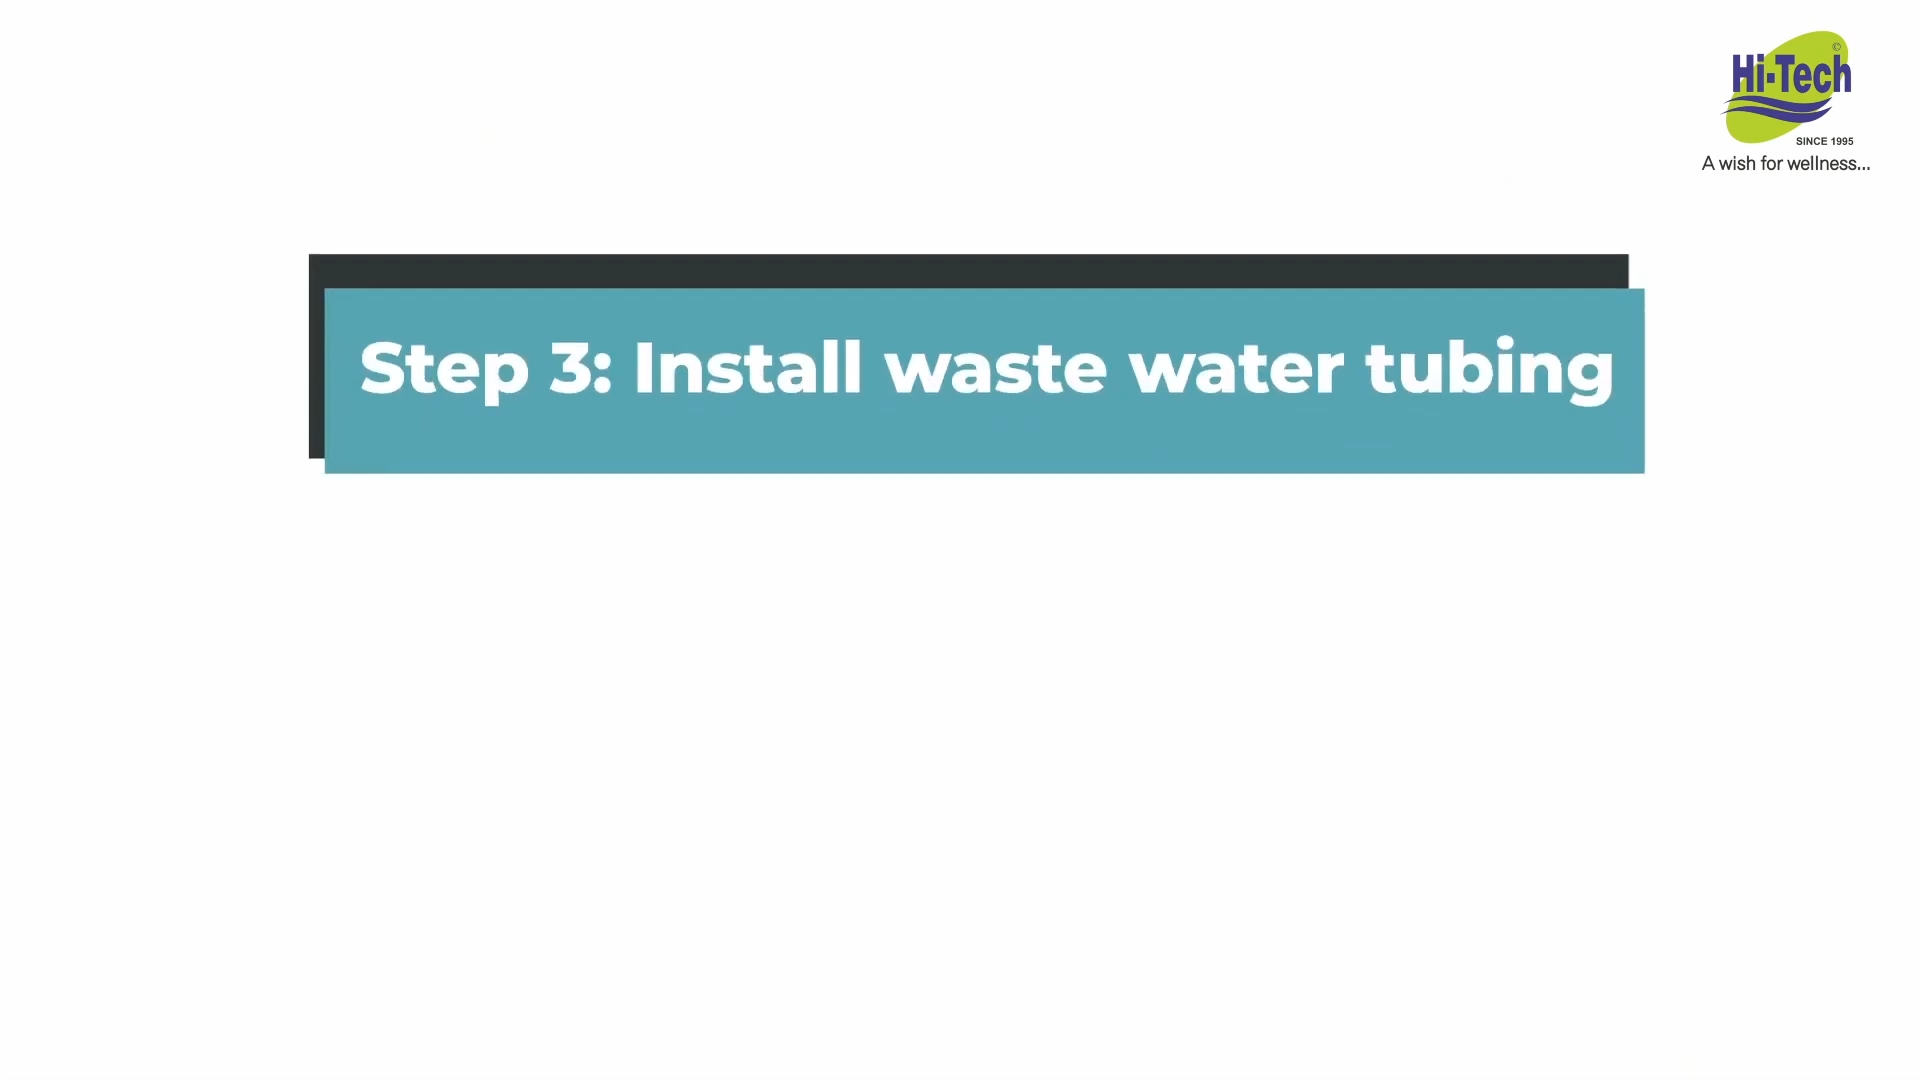 Hi-Tech©
SINCE 1995
A wish for wellness...
Step 3: Install waste water tubing